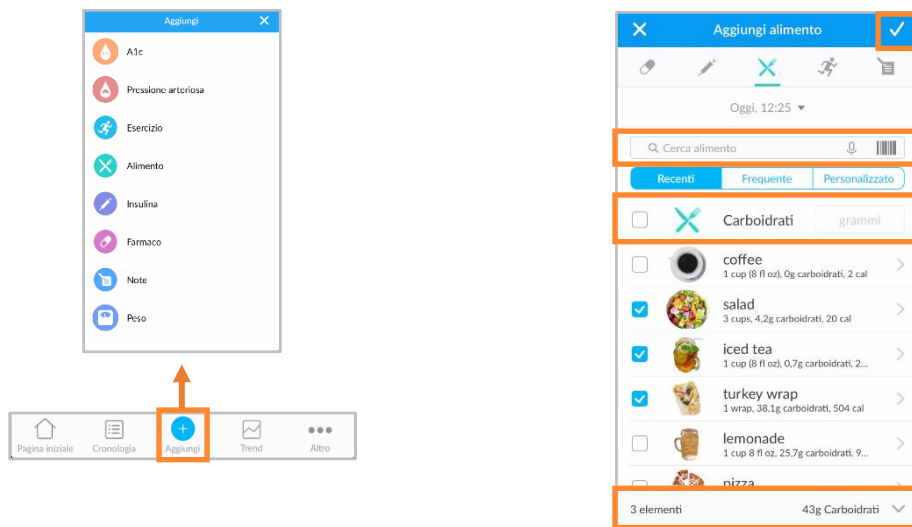 Aggiungi
A1c
Pressione arteriosa
Esercizio
Alimento
Insulina
Farmaco
Note
Peso
Pagina iniziale
Cronologia
Aggiungi
Trend
Altro
Aggiungi alimento
Oggi, 12:25
Cerca alimento
Recenti Frequente Personalizzato
Carboidrati grammi
coffee
1 cup (8 fl oz), 0g carboidrati, 2 cal
salad
3 cups, 4,2g carboidrati, 20 cal
iced tea
1 cup (8 fl oz), 0,7g carboidrati, 2...
turkey wrap
1 wrap, 38.1g carboidrati, 504 cal
lemonade
1 cup 8 fl oz, 25.7g carboidrati, 9...
pizza
3 elementi 43g Carboidrati